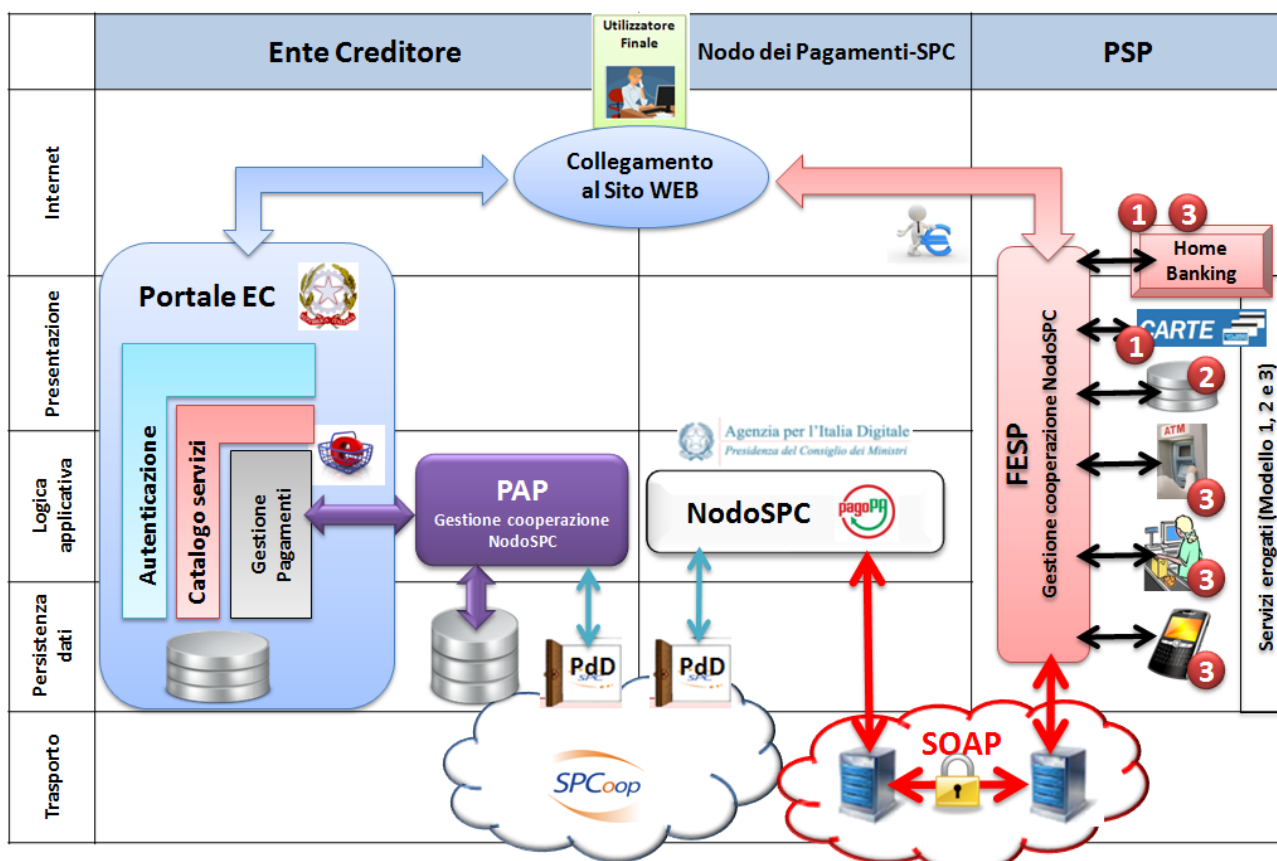 Ente Creditore
Utilizzatore
Finale
Nodo dei Pagamenti-SPC
PSP
Internet
Collegamento
al Sito WEB
1
3
Home
Banking
Presentazione
Portale EC
CARTE
1
2
Autenticazione
Catalogo servizi
Gestione
Pagamenti
Agenzia per l'Italia Digitale
Presidenza del Consiglio dei Ministri
FESP
Gestione cooperazione NodoSPC
ATM
3
Servizi erogati (Modello 1, 2 e 3)
Logica
applicativa
PAP
Gestione cooperazione
NodoSPC
NodoSPC
pagoPA
3
Persistenza
dati
PdD
SPC
PdD
SPC
3
Trasporto
SPCoop
SOAP